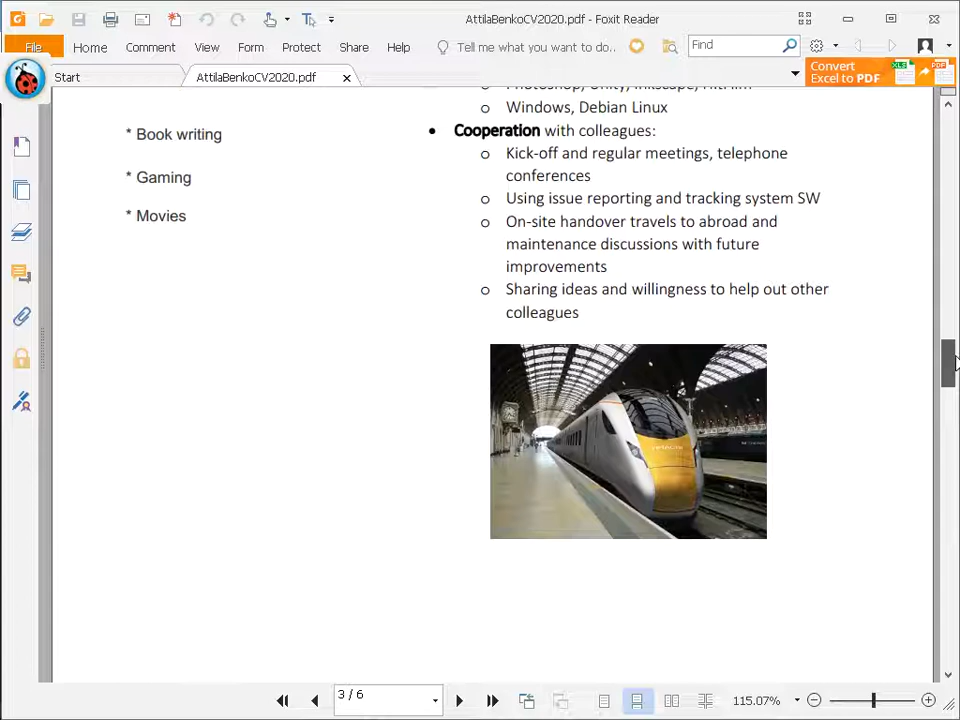 AttilaBenkoCV2020.pdf - Foxit Reader
File Home Comment View Form Protect Share Help Tell me what you want to do.. Find
Start AttilaBenkoCV2020.pdf
Convert
Excel to PDF
Windows, Debian Linux
* Book writing
* Gaming
* Movies
Cooperation with colleagues:
Kick-off and regular meetings, telephone
conferences
Using issue reporting and tracking system SW
On-site handover travels to abroad and
maintenance discussions with future
improvements
Sharing ideas and willingness to help out other
colleagues
3 / 6
115.07%